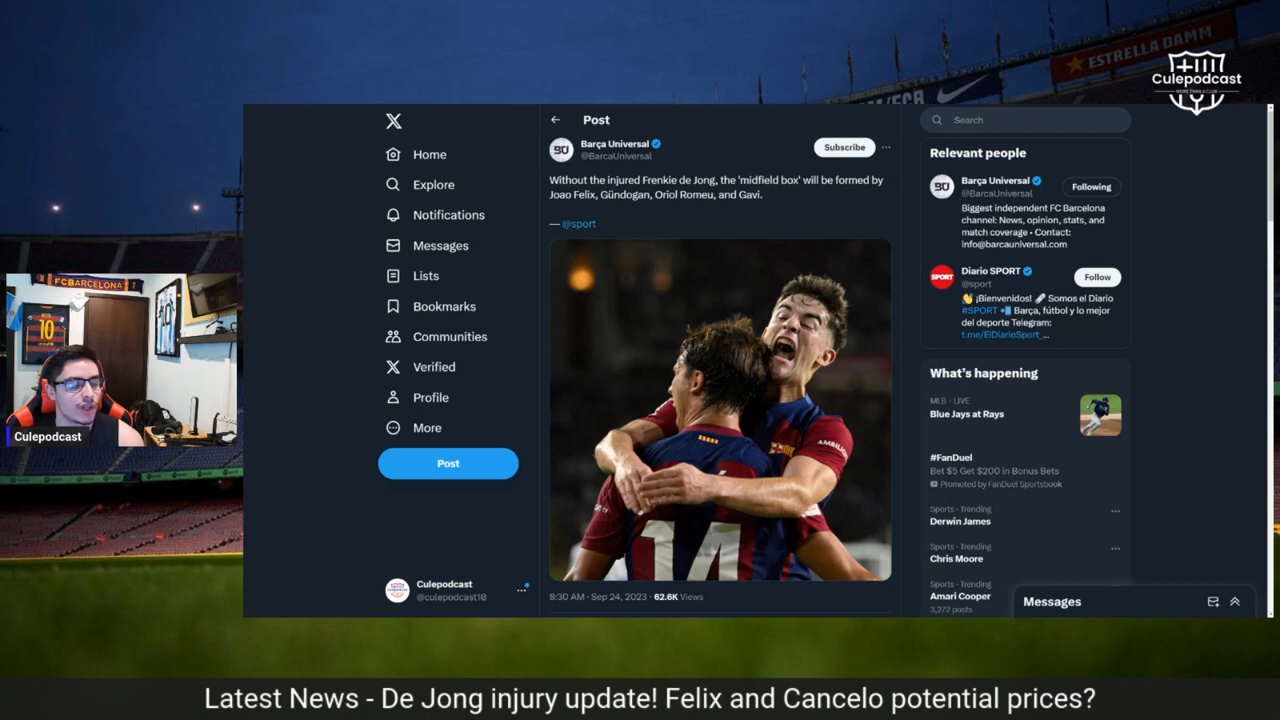 ESTRELLA DAMM
Culepodcast
MORE THAN A CLUB
FCBARCELONA
10
Culepodcast
X
Home
Explore
Notifications
Messages
Lists
Bookmarks
Communities
Verified
Profile
More
Post
Culepodcast
@culepodcast10
Post
BU
Barça Universal
@BarcaUniversal
Subscribe
Without the injured Frenkie de Jong, the 'midfield box' will be formed by
Joao Felix, Gündogan, Oriol Romeu, and Gavi.
— @sport
14
8:30 AM · Sep 24, 2023 · 62.6K Views
Search
Relevant people
BU
Barça Universal
@BarcaUniversal
Following
Biggest independent FC Barcelona
channel: News, opinion, stats, and
match coverage • Contact:
info@barcauniversal.com
SPORT
Diario SPORT
@sport
Follow
👋 ¡Bienvenidos! 🗞 Somos el Diario
#SPORT 📲 Barça, fútbol y lo mejor
del deporte Telegram:
t.me/ElDiarioSport_...
What's happening
MLB · LIVE
Blue Jays at Rays
#FanDuel
Bet $5 Get $200 in Bonus Bets
Promoted by FanDuel Sportsbook
Sports · Trending
Derwin James
Sports · Trending
Chris Moore
Sports · Trending
Amari Cooper
3,272 posts
Messages
Latest News - De Jong injury update! Felix and Cancelo potential prices?